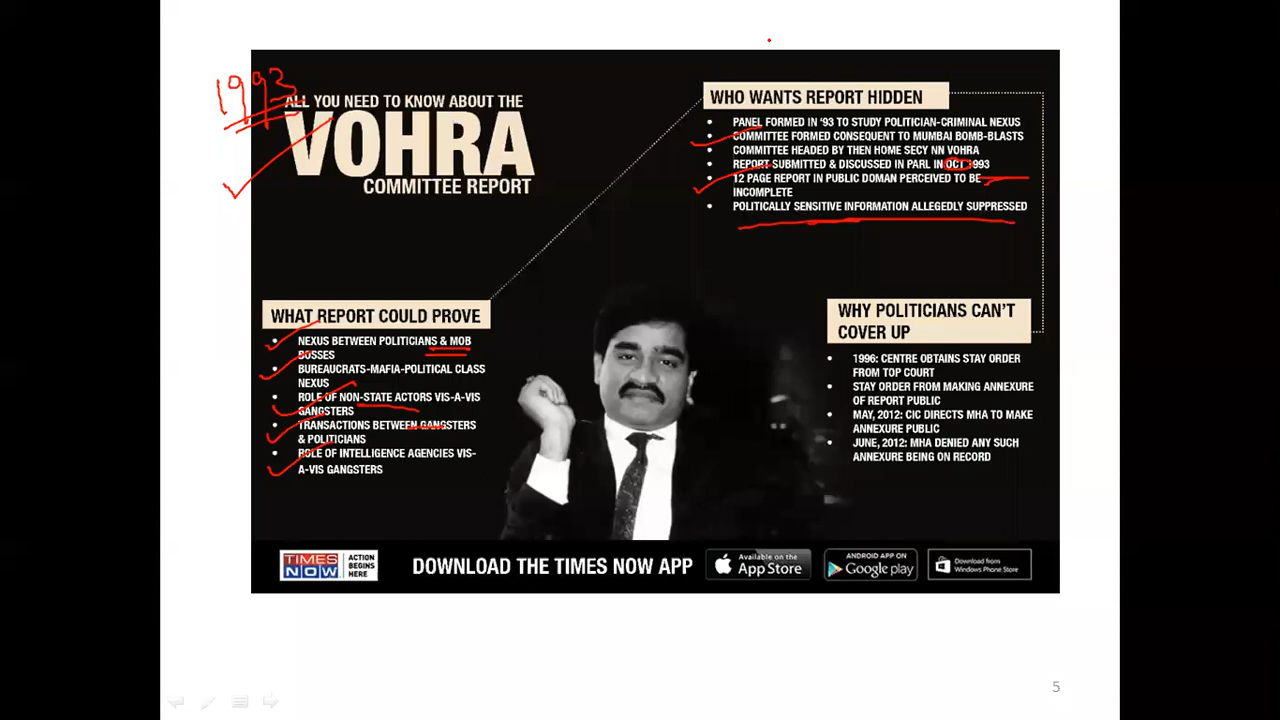 1993
ALL YOU NEED TO KNOW ABOUT THE
VOHRA
COMMITTEE REPORT
WHO WANTS REPORT HIDDEN
• PANEL FORMED IN '93 TO STUDY POLITICIAN-CRIMINAL NEXUS
• COMMITTEE FORMED CONSEQUENT TO MUMBAI BOMB-BLASTS
• COMMITTEE HEADED BY THEN HOME SECY NN VOHRA
• REPORT SUBMITTED & DISCUSSED IN PARL IN OCT 1993
• 12 PAGE REPORT IN PUBLIC DOMAN PERCEIVED TO BE
INCOMPLETE
• POLITICALLY SENSITIVE INFORMATION ALLEGEDLY SUPPRESSED
WHAT REPORT COULD PROVE
• NEXUS BETWEEN POLITICIANS & MOB
BOSSES
• BUREAUCRATS-MAFIA-POLITICAL CLASS
NEXUS
• ROLE OF NON-STATE ACTORS VIS-A-VIS
GANGSTERS
• TRANSACTIONS BETWEEN GANGSTERS
& POLITICIANS
• ROLE OF INTELLIGENCE AGENCIES VIS-
A-VIS GANGSTERS
WHY POLITICIANS CAN'T
COVER UP
• 1996: CENTRE OBTAINS STAY ORDER
FROM TOP COURT
• STAY ORDER FROM MAKING ANNEXURE
OF REPORT PUBLIC
• MAY, 2012: CIC DIRECTS MHA TO MAKE
ANNEXURE PUBLIC
• JUNE, 2012: MHA DENIED ANY SUCH
ANNEXURE BEING ON RECORD
TIMES
NOW
ACTION
BEGINS
HERE
DOWNLOAD THE TIMES NOW APP
Available on the
App Store
ANDROID APP ON
Google play
Download from
Windows Phone Store
5